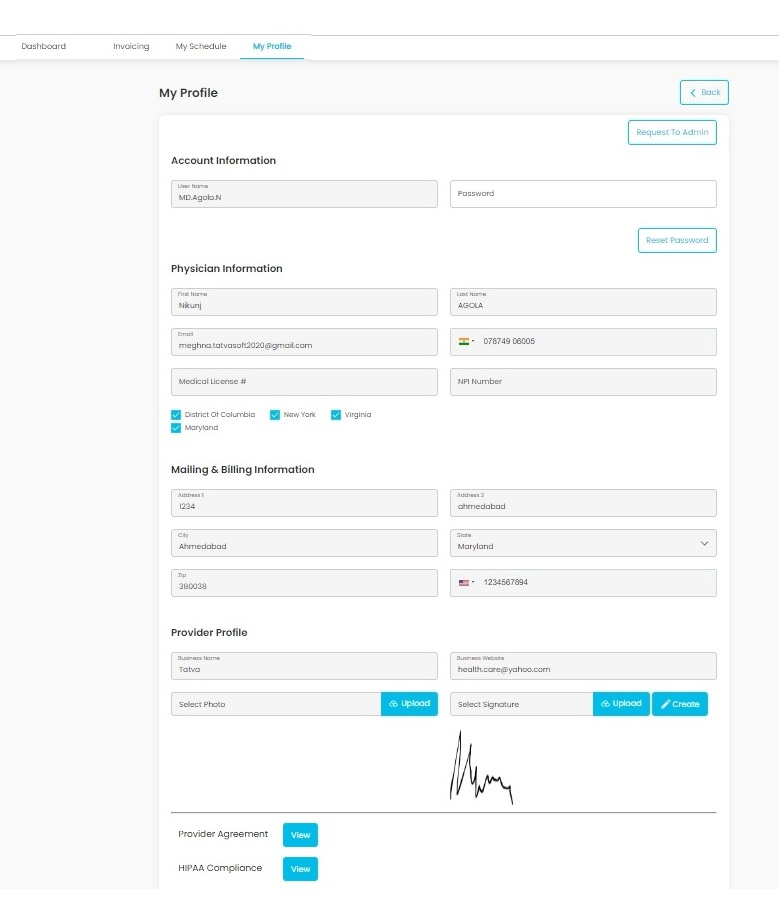 Dashboard Invoicing My Schedule My Profile
My Profile Back
Request To Admin
Account Information
User Name
MD.Agola.N Password
Reset Password
Physician Information
First Name Last Name
Nikunj AGOLA
Email
meghna.tatvasoft2020@gmail.com 078749 06005
Medical License # NPI Number
District Of Columbia New York Virginia
Maryland
Mailing & Billing Information
Address 1 Address 2
1234 ahmedabad
City State
Ahmedabad Maryland
Zip
380038 1234567894
Provider Profile
Business Name Business Website
Tatva health.care@yahoo.com
Select Photo Upload Select Signature Upload Create
Provider Agreement View
HIPAA Compliance View